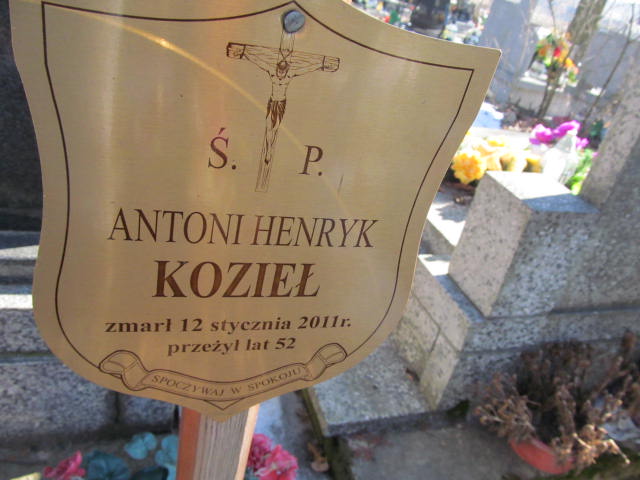 Ś. P.
ANTONI HENRYK
KOZIEŁ
zmarł 12 stycznia 2011r.
przeżył lat 52
SPOCZYWAJ W SPOKOJU